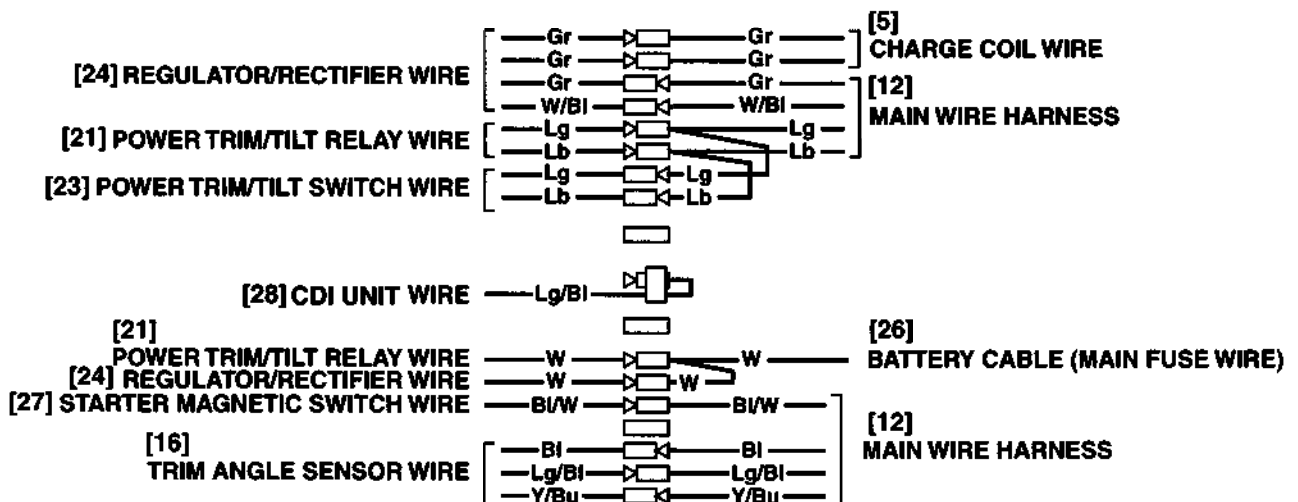 Gr Gr [5]
Gr Gr CHARGE COIL WIRE
[24] REGULATOR/RECTIFIER WIRE Gr Gr [12]
W/Bl W/Bl MAIN WIRE HARNESS
[21] POWER TRIM/TILT RELAY WIRE Lg Lg
Lb Lb
[23] POWER TRIM/TILT SWITCH WIRE Lg Lg
Lb Lb
[28] CDI UNIT WIRE Lg/Bl
[21] [26]
POWER TRIM/TILT RELAY WIRE W W BATTERY CABLE (MAIN FUSE WIRE)
[24] REGULATOR/RECTIFIER WIRE W W
[27] STARTER MAGNETIC SWITCH WIRE Bl/W Bl/W
[16] [12]
Bl Bl MAIN WIRE HARNESS
TRIM ANGLE SENSOR WIRE Lg/Bl Lg/Bl
Y/Bu Y/Bu